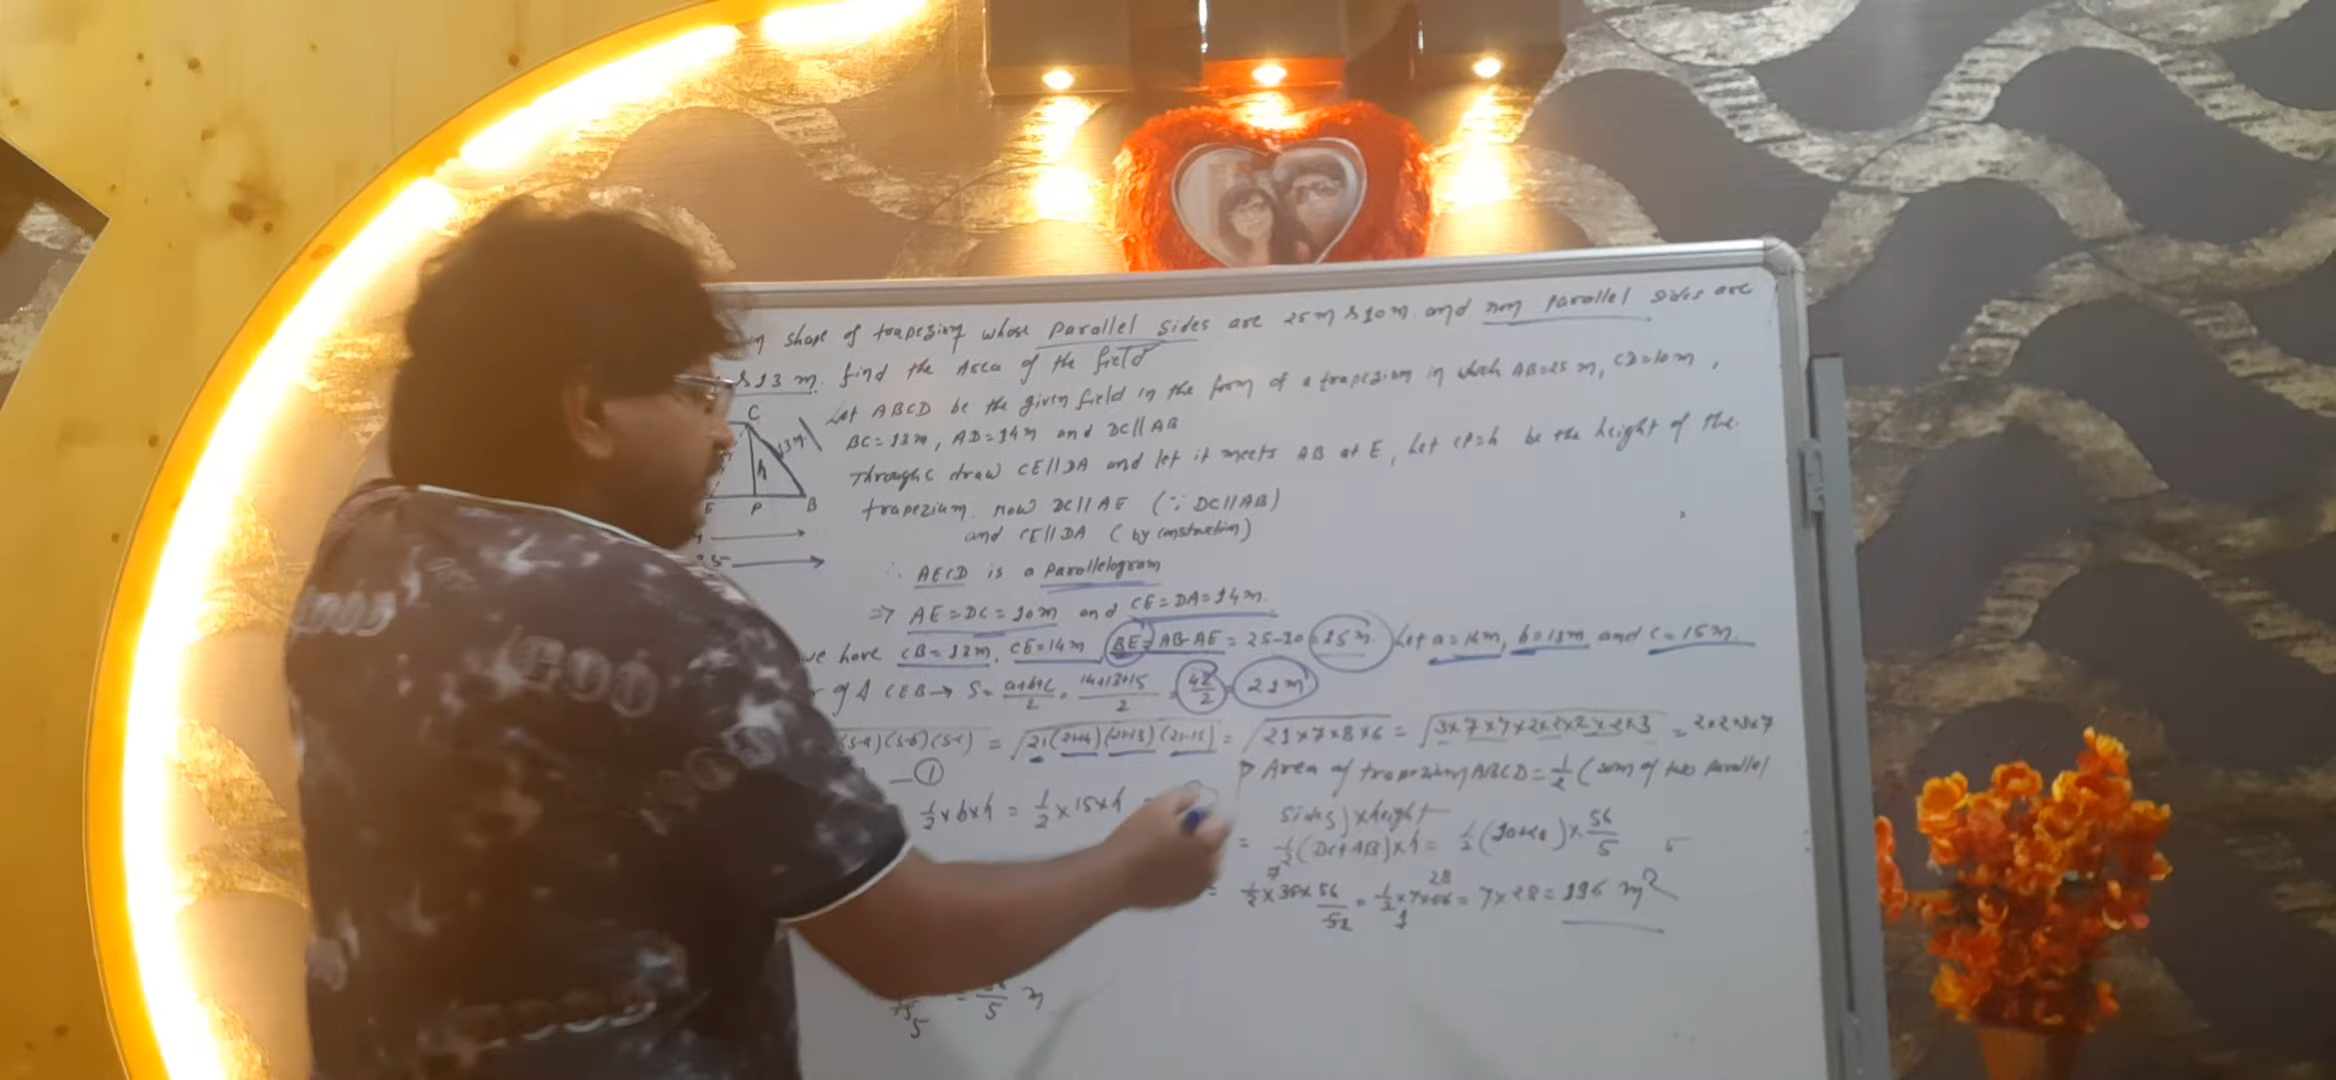 in shape of trapezium whose parallel sides are 25m & 10m and non parallel sides are
& 13 m. find the Area of the field
Let ABCD be the given field in the form of a trapezium in which AB=25 m, CD=10m,
BC=13m, AD=14m and DC||AB
Through C draw CE||DA and let it meets AB at E, Let CP=h be the height of the
trapezium. now DC||AE (∵ DC||AB)
and CE||DA (by construction)
∴ AECD is a parallelogram
⇒ AE=DC=10m and CE=DA=14m.
we have CB=13m, CE=14m, BE=AB-AE=25-10=15m. Let a=14m, b=13m and c=15m.
of Δ CEB→ S=a+b+c/2=14+13+15/2=42/2=21m
(s-a)(s-b)(s-c) = √21(21-14)(21-13)(21-15) = √21×7×8×6 = √3×7×7×2×2×2×2×3 = 2×2×3×7
—①
½×b×h = ½×15×h =
Area of trapezium ABCD = ½(sum of two parallel
sides)×height
= ½(DC+AB)×h =
½×35×56/5 = ½×7×56 = 7×28 = 196 m²
7
28
1
15
5
5 m
C
13m
h
E P B